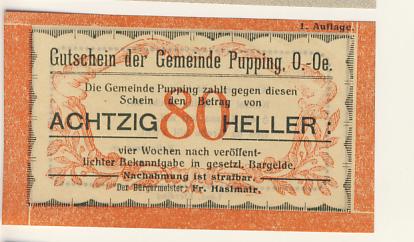 1. Auflage.
Gutschein der Gemeinde Pupping, O.-Oe.
Die Gemeinde Pupping zahlt gegen diesen
Schein den Betrag von
ACHTZIG 80 HELLER :
vier Wochen nach veröffent-
lichter Bekanntgabe in gesetzl. Bargelde.
Nachahmung ist strafbar.
Der Bürgermeister: Fr. Haslmair.